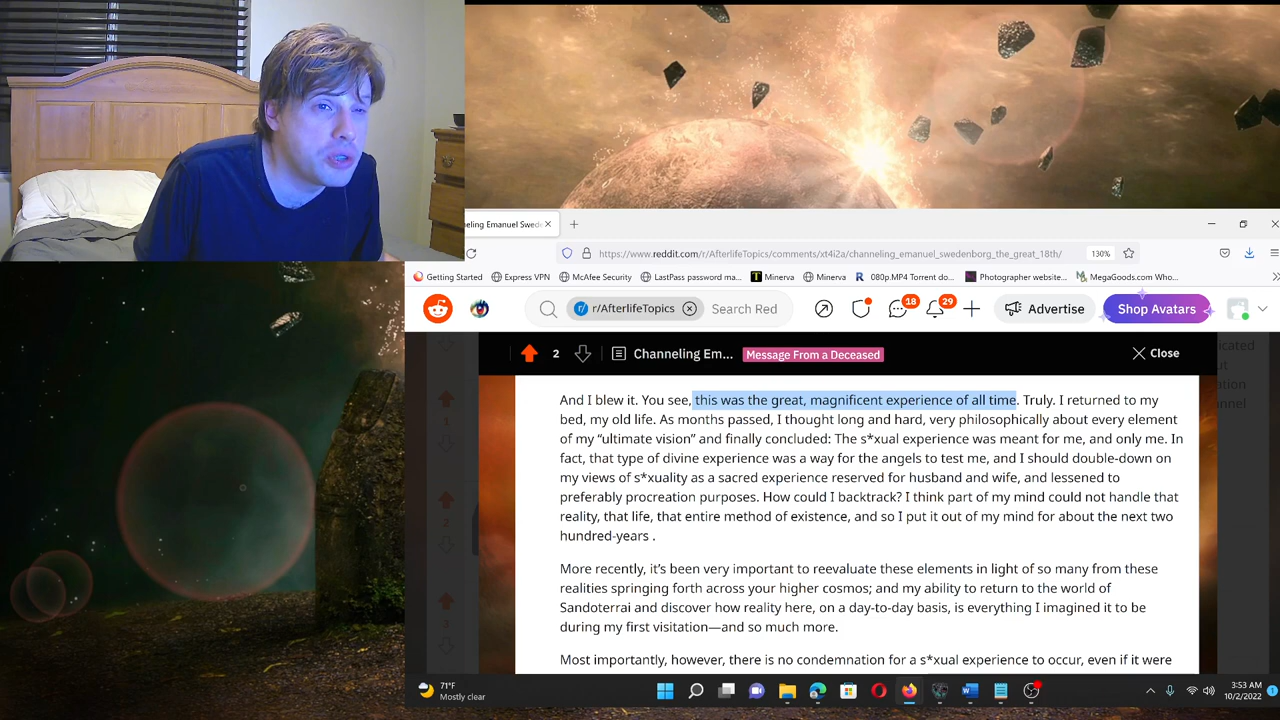 neling Emanuel Swed
https://www.reddit.com/r/AfterlifeTopics/comments/xt4i2a/channeling_emanuel_swedenborg_the_great_18th/
130%
Getting Started
Express VPN
McAfee Security
LastPass password ma...
Minerva
Minerva
080p.MP4 Torrent do...
Photographer website...
MegaGoods.com Who...
r/AfterlifeTopics
Search Red
18
29
Advertise
Shop Avatars
2
Channeling Em...
Message From a Deceased
Close
And I blew it. You see, this was the great, magnificent experience of all time. Truly. I returned to my
bed, my old life. As months passed, I thought long and hard, very philosophically about every element
of my “ultimate vision” and finally concluded: The s*xual experience was meant for me, and only me. In
fact, that type of divine experience was a way for the angels to test me, and I should double-down on
my views of s*xuality as a sacred experience reserved for husband and wife, and lessened to
preferably procreation purposes. How could I backtrack? I think part of my mind could not handle that
reality, that life, that entire method of existence, and so I put it out of my mind for about the next two
hundred-years .
More recently, it’s been very important to reevaluate these elements in light of so many from these
realities springing forth across your higher cosmos; and my ability to return to the world of
Sandoterrai and discover how reality here, on a day-to-day basis, is everything I imagined it to be
during my first visitation—and so much more.
Most importantly, however, there is no condemnation for a s*xual experience to occur, even if it were
71°F
Mostly clear
3:53 AM
10/2/2022